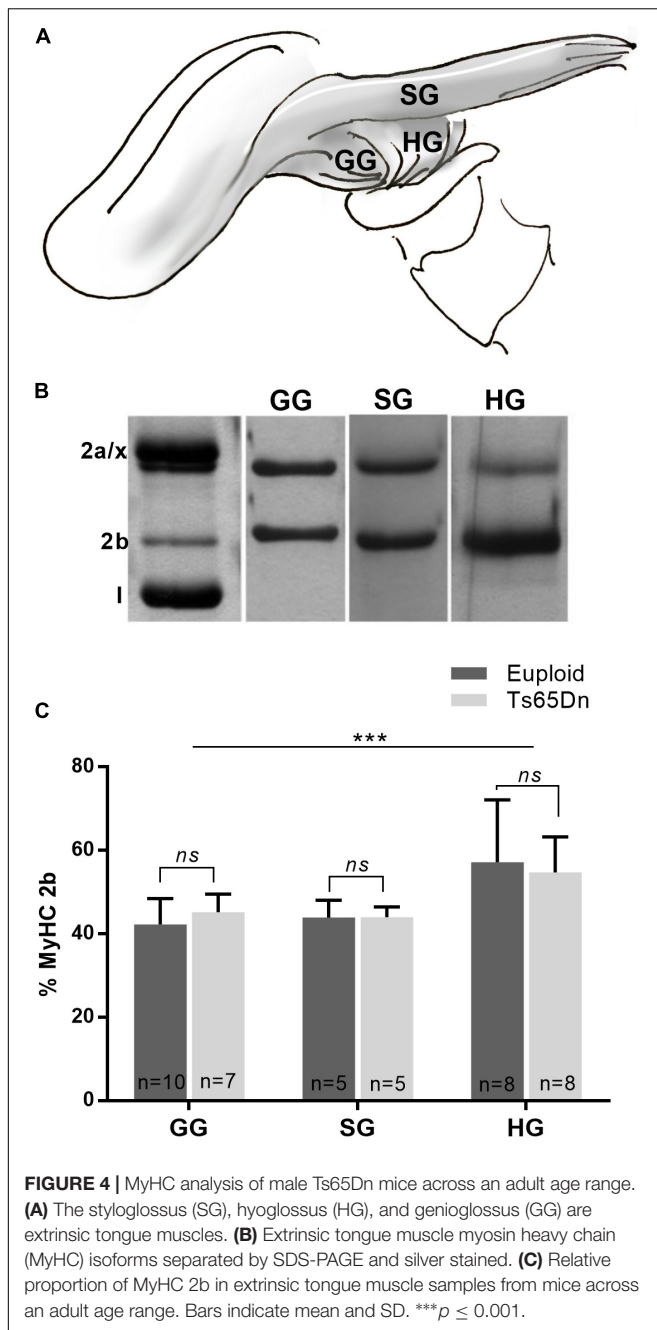 A
SG
HG
GG
B
GG SG HG
2a/x
2b
I
Euploid
Ts65Dn
C
***
80
ns
ns
ns
60
% MyHC 2b
40
20
n=10 n=7 n=5 n=5 n=8 n=8
0
GG SG HG
FIGURE 4 | MyHC analysis of male Ts65Dn mice across an adult age range.
(A) The styloglossus (SG), hyoglossus (HG), and genioglossus (GG) are
extrinsic tongue muscles. (B) Extrinsic tongue muscle myosin heavy chain
(MyHC) isoforms separated by SDS-PAGE and silver stained. (C) Relative
proportion of MyHC 2b in extrinsic tongue muscle samples from mice across
an adult age range. Bars indicate mean and SD. ***p ≤ 0.001.